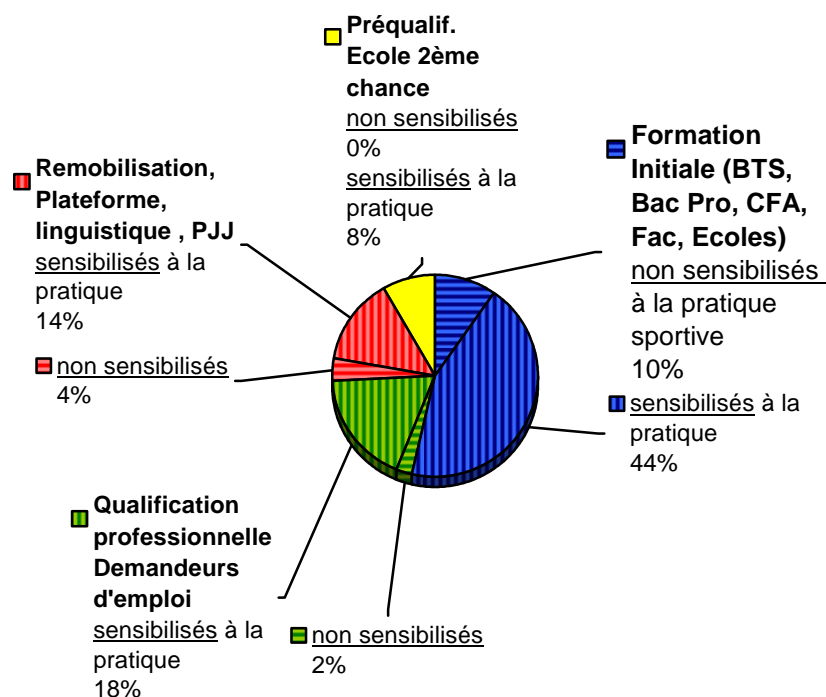 Préqualif.
Ecole 2ème
chance
non sensibilisés
0%
sensibilisés à la
pratique
8%
Formation
Initiale (BTS,
Bac Pro, CFA,
Fac, Ecoles)
non sensibilisés
à la pratique
sportive
10%
sensibilisés à la
pratique
44%
Remobilisation,
Plateforme,
linguistique , PJJ
sensibilisés à la
pratique
14%
non sensibilisés
4%
Qualification
professionnelle
Demandeurs
d'emploi
sensibilisés à la
pratique
18%
non sensibilisés
2%